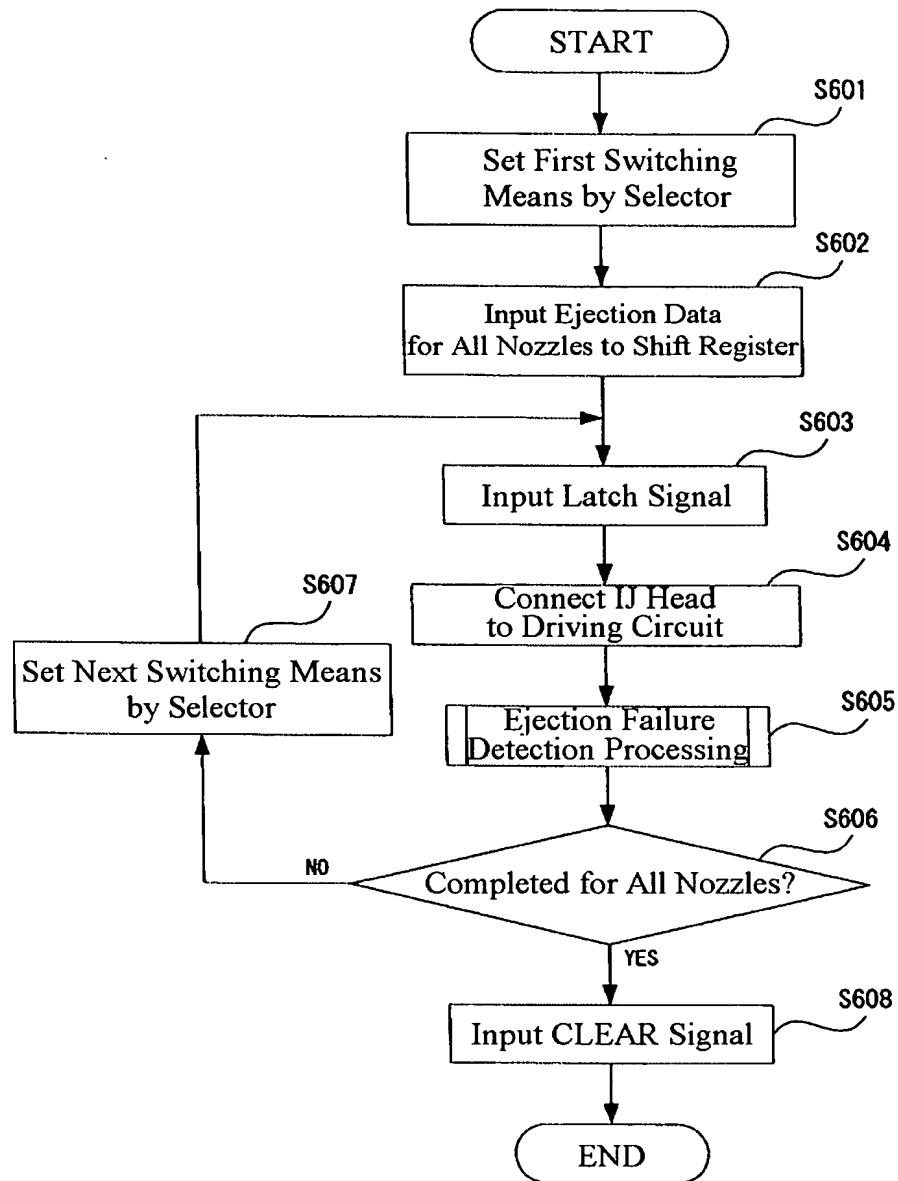 START
S601
Set First Switching
Means by Selector
S602
Input Ejection Data
for All Nozzles to Shift Register
S603
Input Latch Signal
S604
Connect IJ Head
to Driving Circuit
S607
Set Next Switching Means
by Selector
S605
Ejection Failure
Detection Processing
S606
Completed for All Nozzles?
NO
YES
S608
Input CLEAR Signal
END